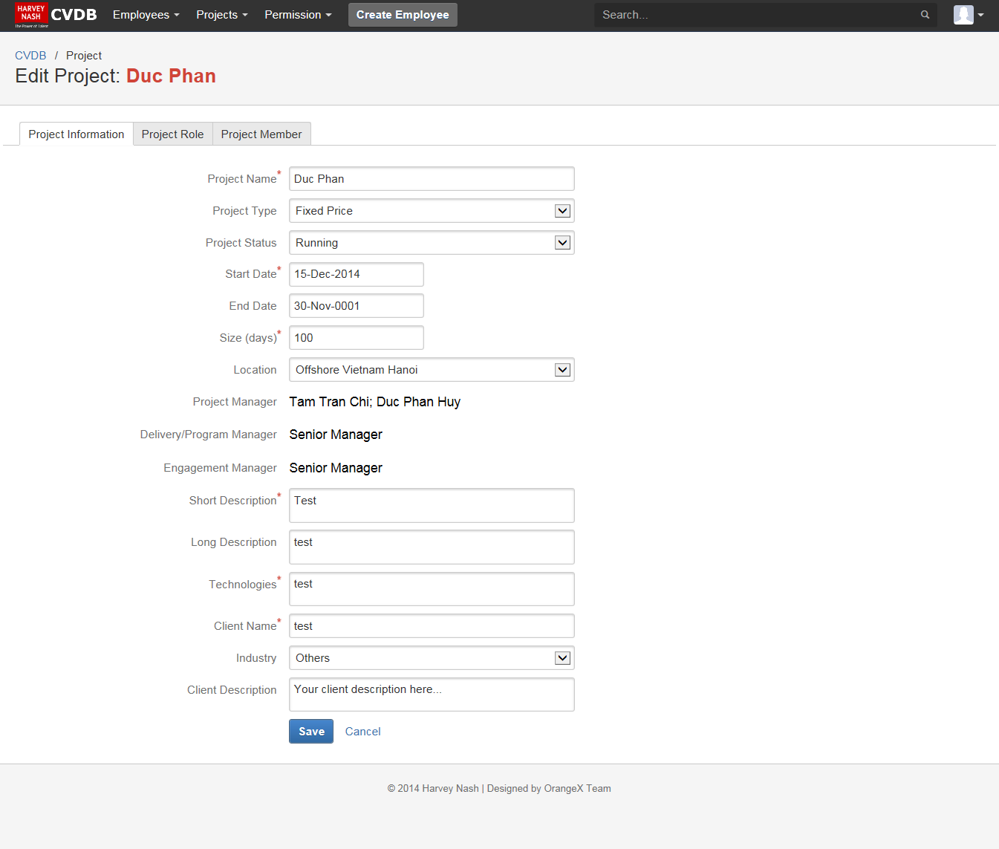 HARVEY NASH The Power of Talent CVDB Employees Projects Permission Create Employee Search...
CVDB / Project
Edit Project: Duc Phan
Project Information Project Role Project Member
Project Name* Duc Phan
Project Type Fixed Price
Project Status Running
Start Date* 15-Dec-2014
End Date 30-Nov-0001
Size (days)* 100
Location Offshore Vietnam Hanoi
Project Manager Tam Tran Chi; Duc Phan Huy
Delivery/Program Manager Senior Manager
Engagement Manager Senior Manager
Short Description* Test
Long Description test
Technologies* test
Client Name* test
Industry Others
Client Description Your client description here...
Save Cancel
© 2014 Harvey Nash | Designed by OrangeX Team